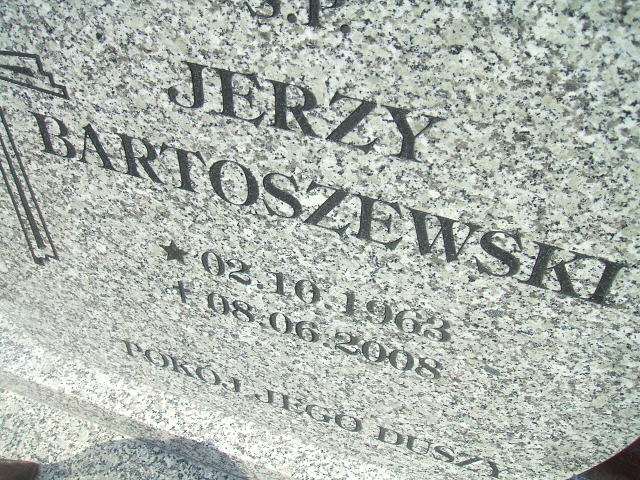 Ś.P.
JERZY
BARTOSZEWSKI
★ 02.10.1963
† 08.06.2008
POKÓJ JEGO DUSZY